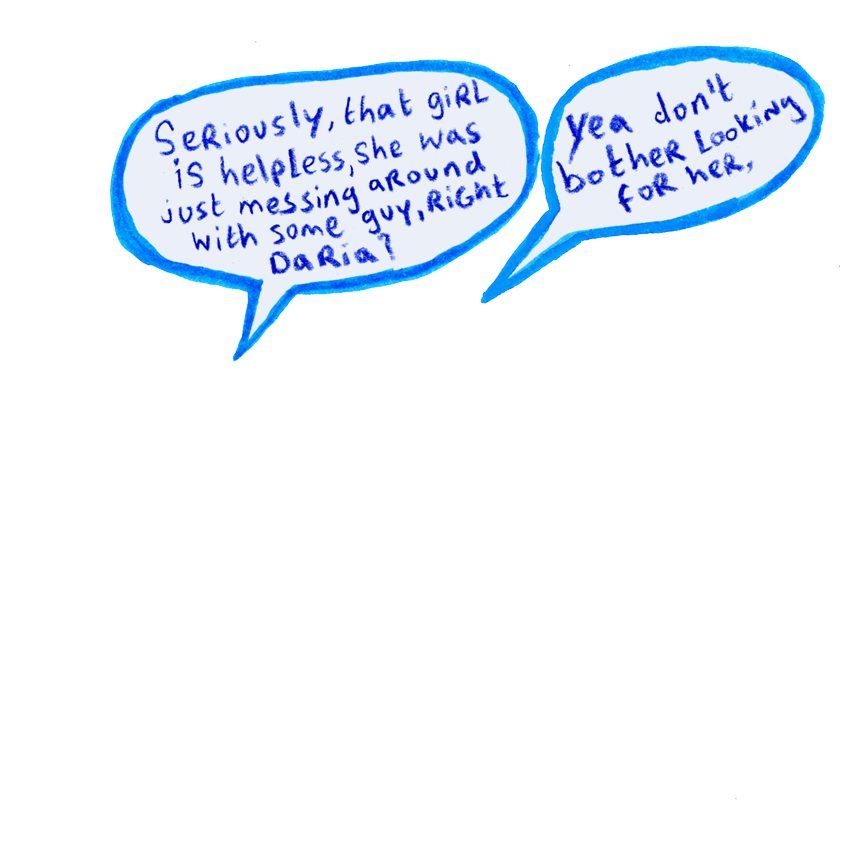 Seriously, that girl
is helpless, she was
just messing around
with some guy, right
Daria?
yea don't
bother looking
for her,